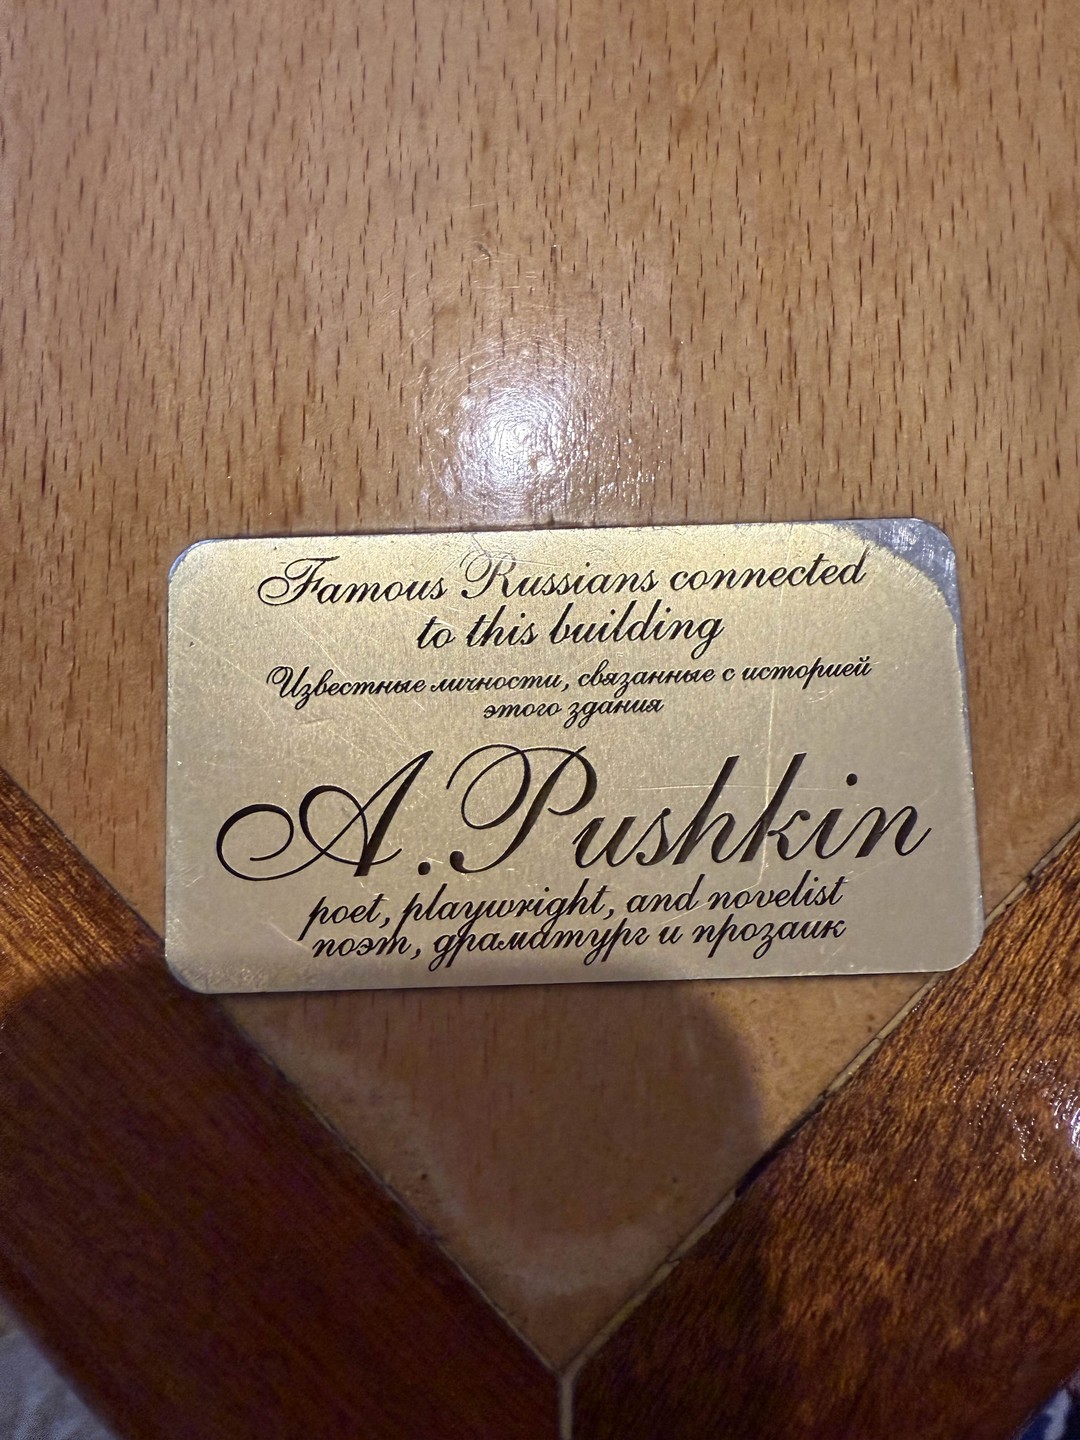 Famous Russians connected
to this building
Известные личности, связанные с историей
этого здания
A. Pushkin
poet, playwright, and novelist
поэт, драматург и прозаик